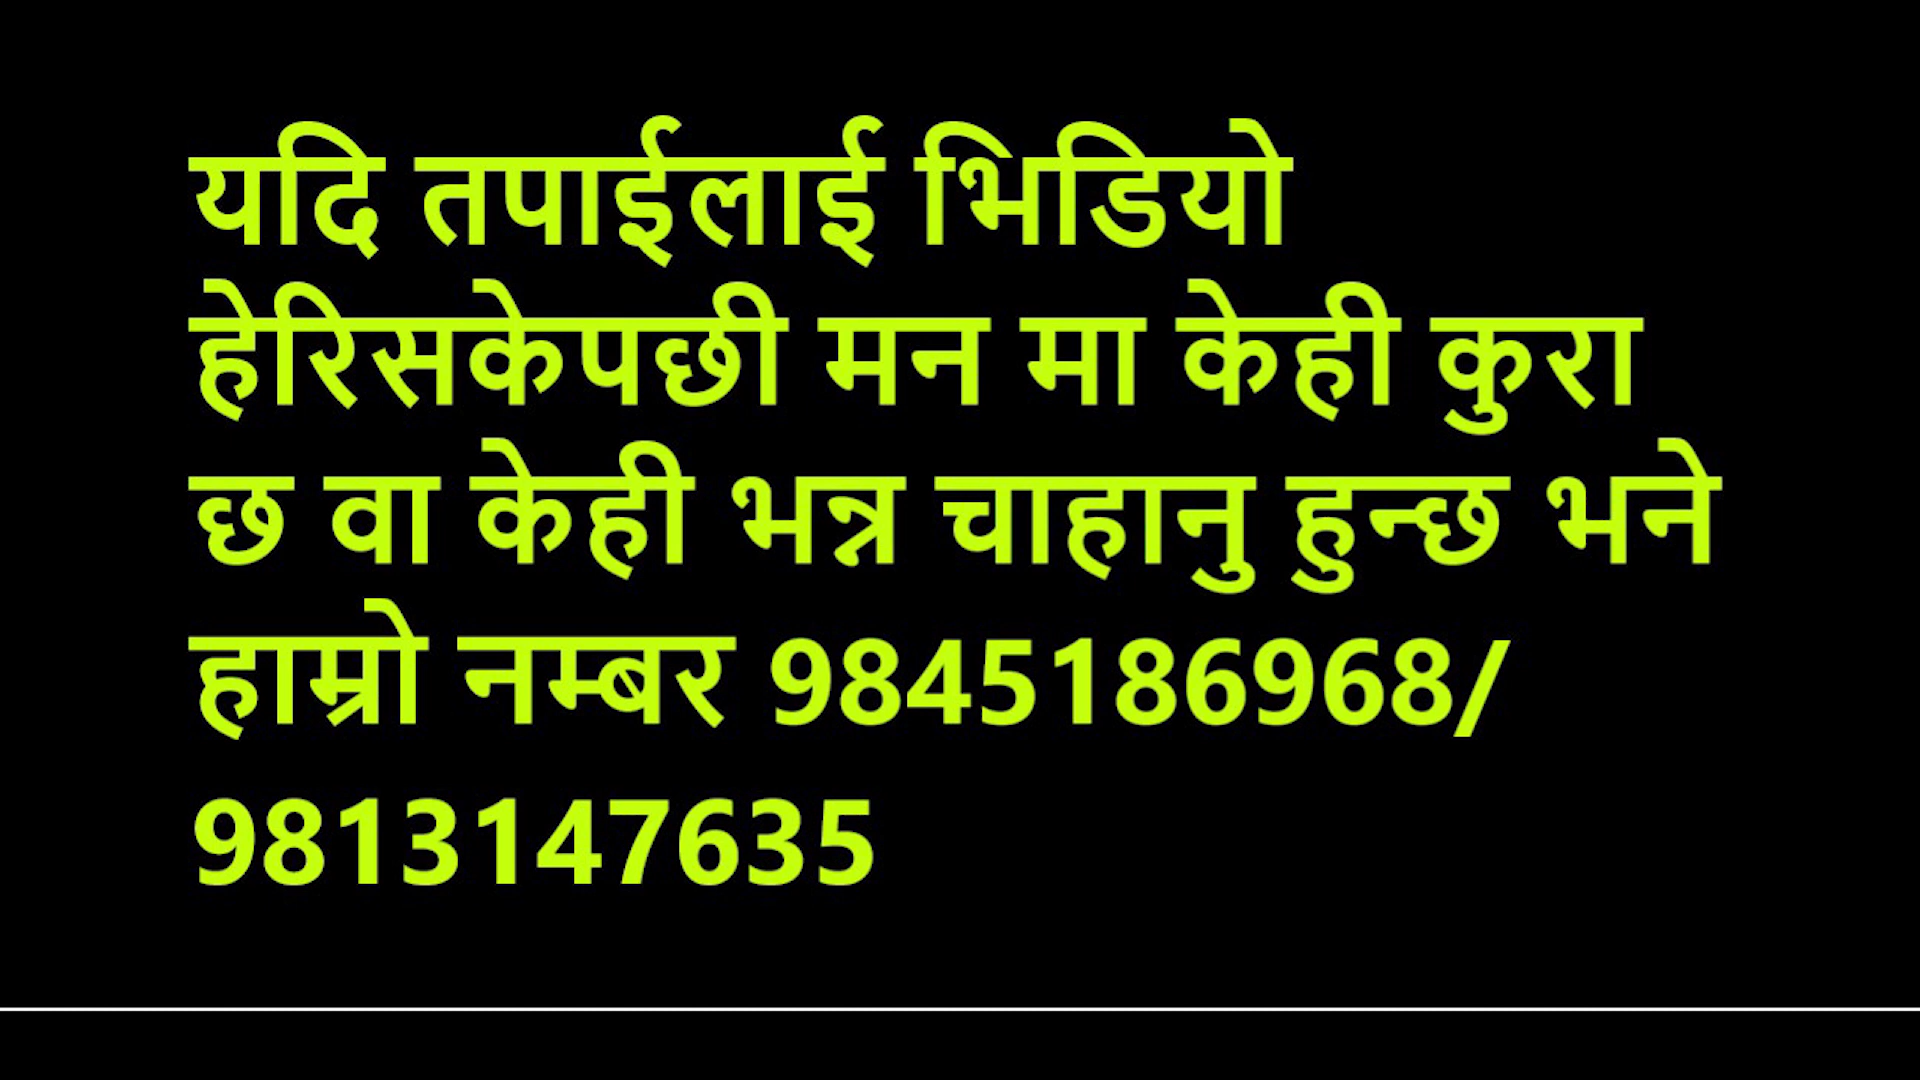 यदि तपाईलाई भिडियो
हेरिसकेपछी मन मा केही कुरा
छ वा केही भन्न चाहानु हुन्छ भने
हाम्रो नम्बर 9845186968/
9813147635